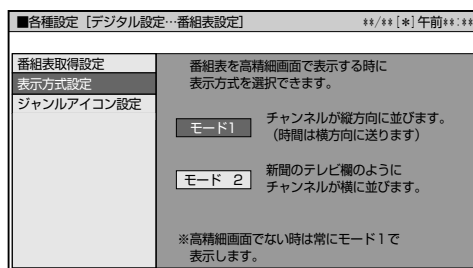 ■各種設定［デジタル設定…番組表設定］ **/**[*]午前**:**
番組表取得設定
表示方式設定
ジャンルアイコン設定
番組表を高精細画面で表示する時に
表示方式を選択できます。
モード1
チャンネルが縦方向に並びます。
（時間は横方向に送ります）
モード 2
新聞のテレビ欄のように
チャンネルが横に並びます。
※高精細画面でない時は常にモード1で
表示します。